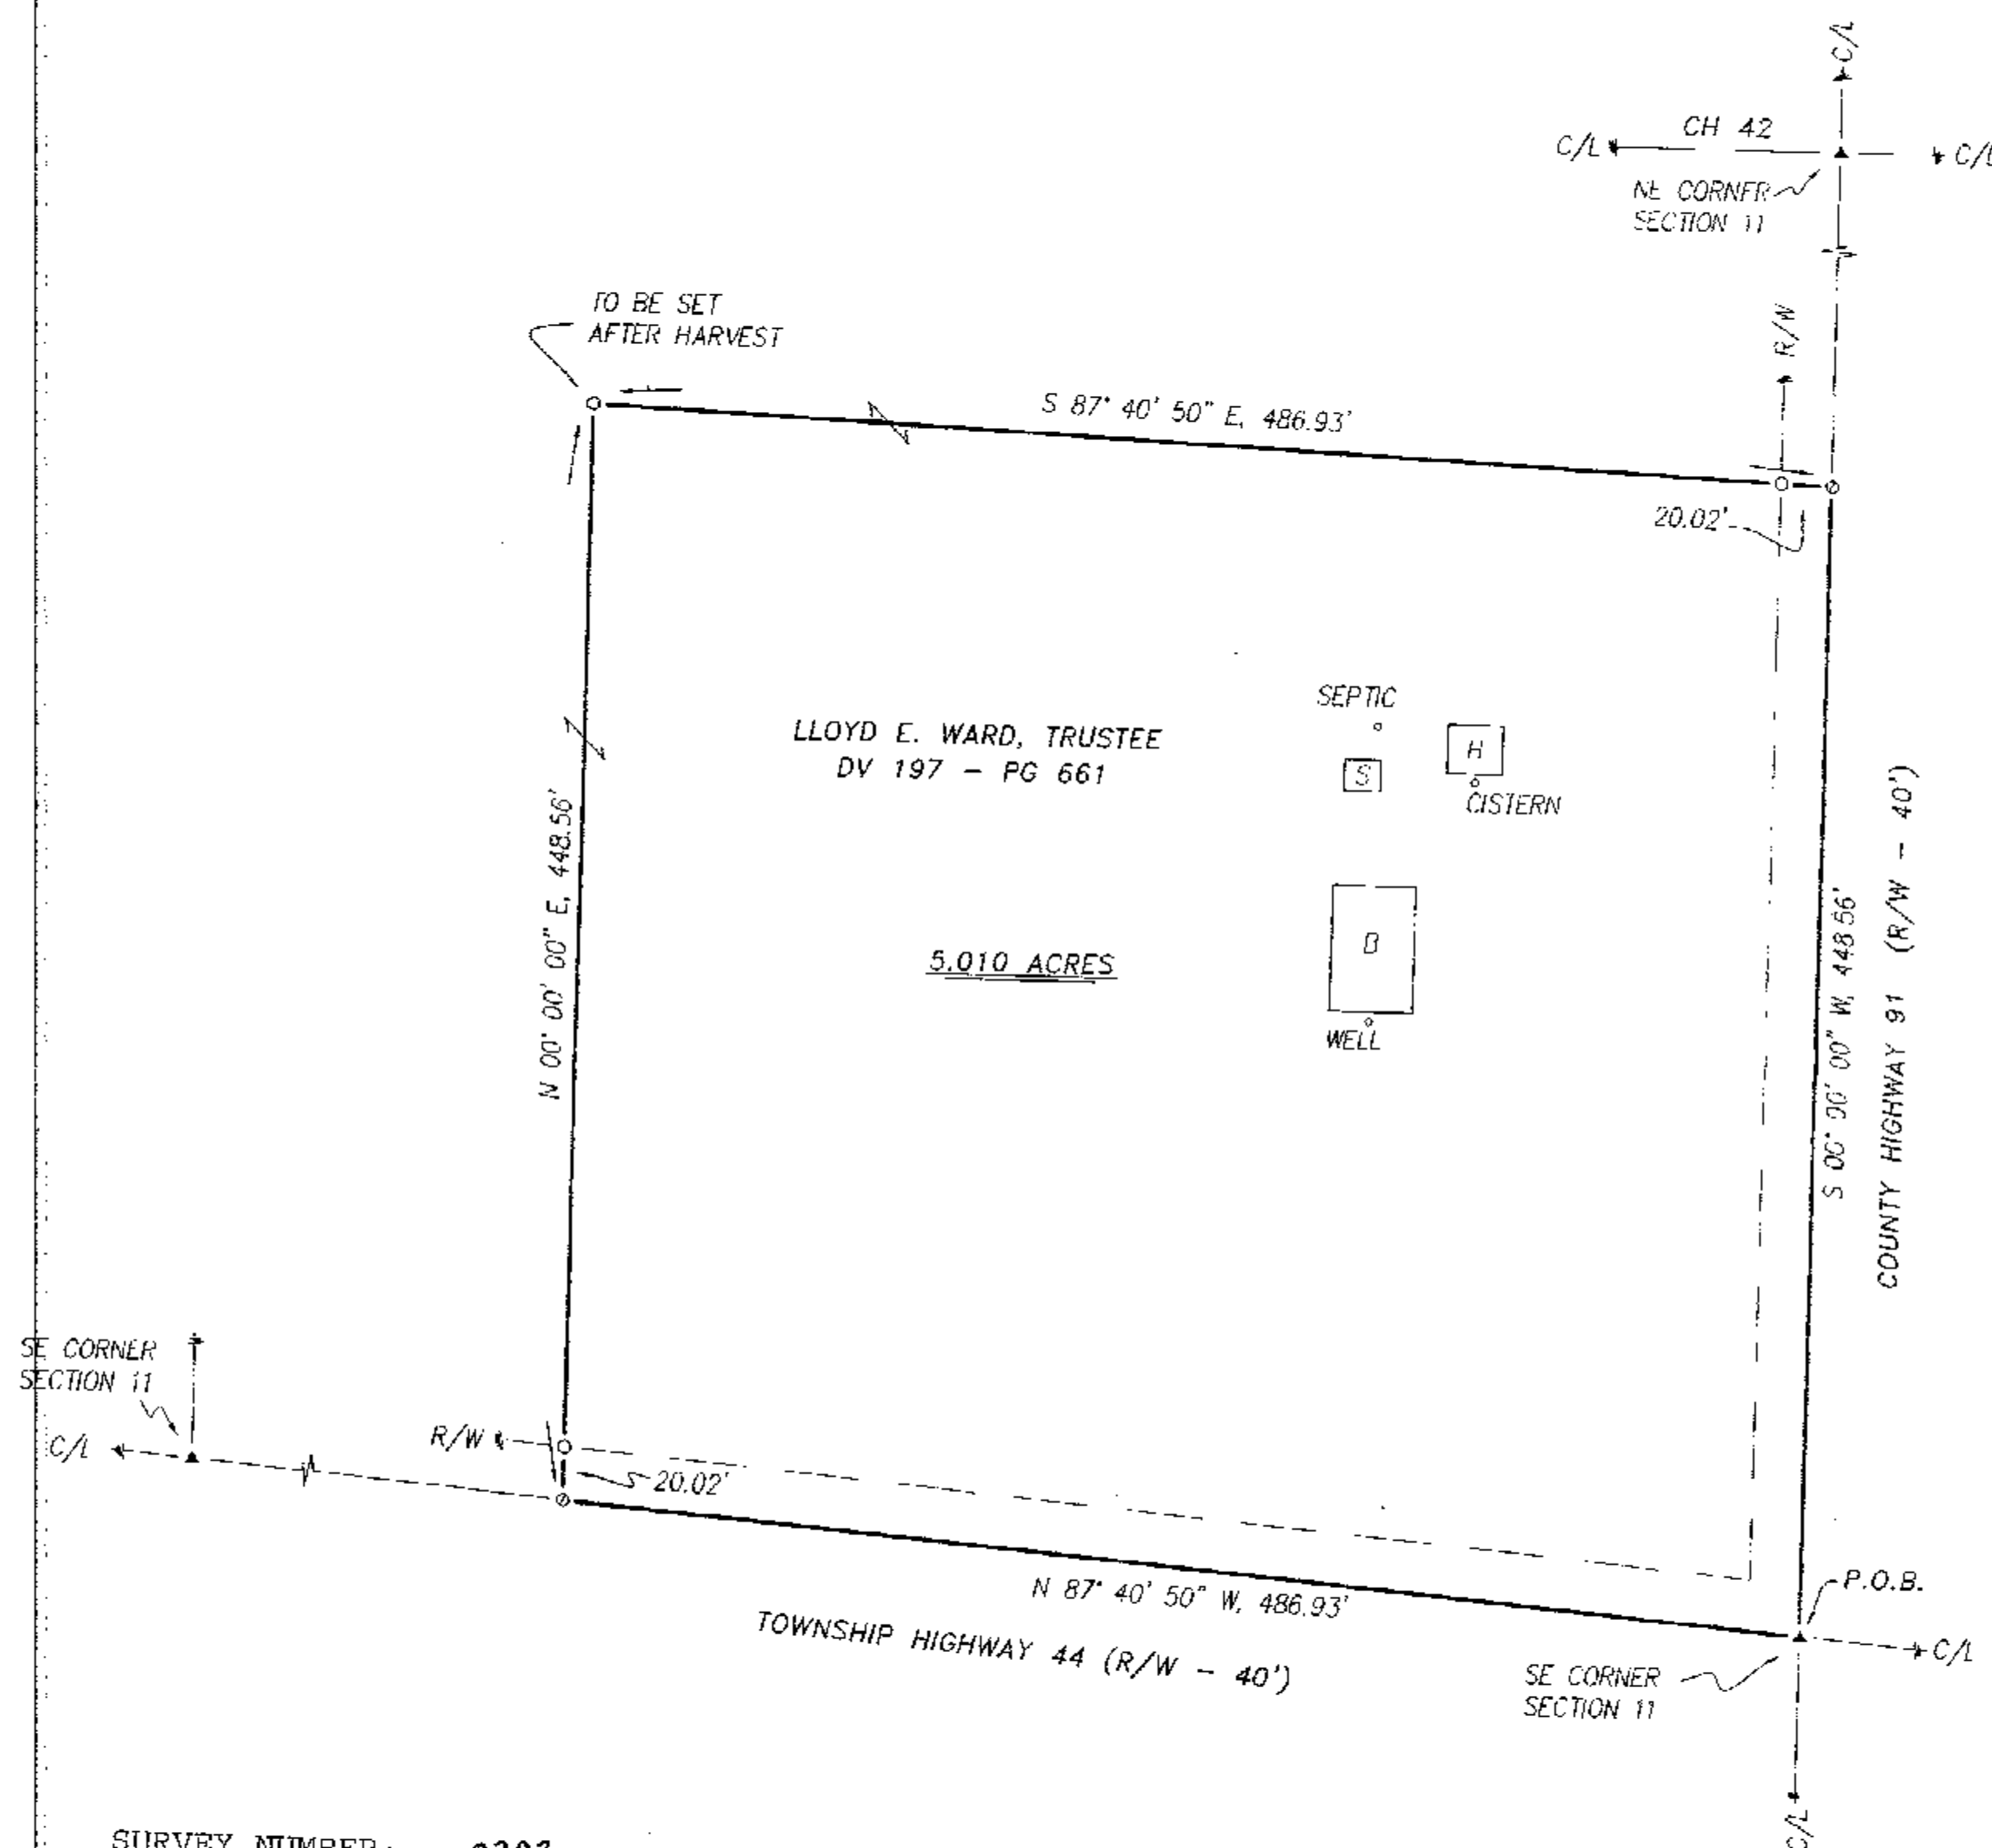 C/L
CH 42
C/L
C/L
NE CORNER
SECTION 11
TO BE SET
AFTER HARVEST
R/W
S 87° 40' 50" E, 486.93'
20.02'
SEPTIC
LLOYD E. WARD, TRUSTEE
DV 197 - PG 661
H
S
CISTERN
N 00° 00' 00" E, 448.56'
COUNTY HIGHWAY 91 (R/W - 40')
S 00° 00' 00" W, 448.56'
B
5.010 ACRES
WELL
SE CORNER
SECTION 11
C/L
R/W
20.02'
N 87° 40' 50" W, 486.93'
P.O.B.
TOWNSHIP HIGHWAY 44 (R/W - 40')
C/L
SE CORNER
SECTION 11
C/L
SURVEY NUMBER: